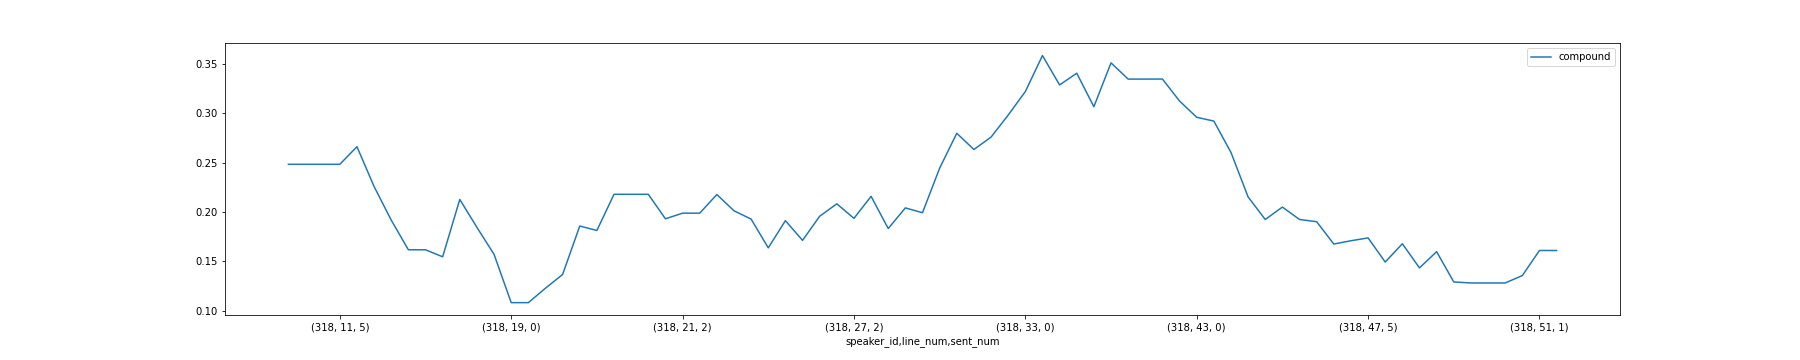 compound
0.35
0.30
0.25
0.20
0.15
0.10
(318, 11, 5) (318, 19, 0) (318, 21, 2) (318, 27, 2) (318, 33, 0) (318, 43, 0) (318, 47, 5) (318, 51, 1)
speaker_id,line_num,sent_num